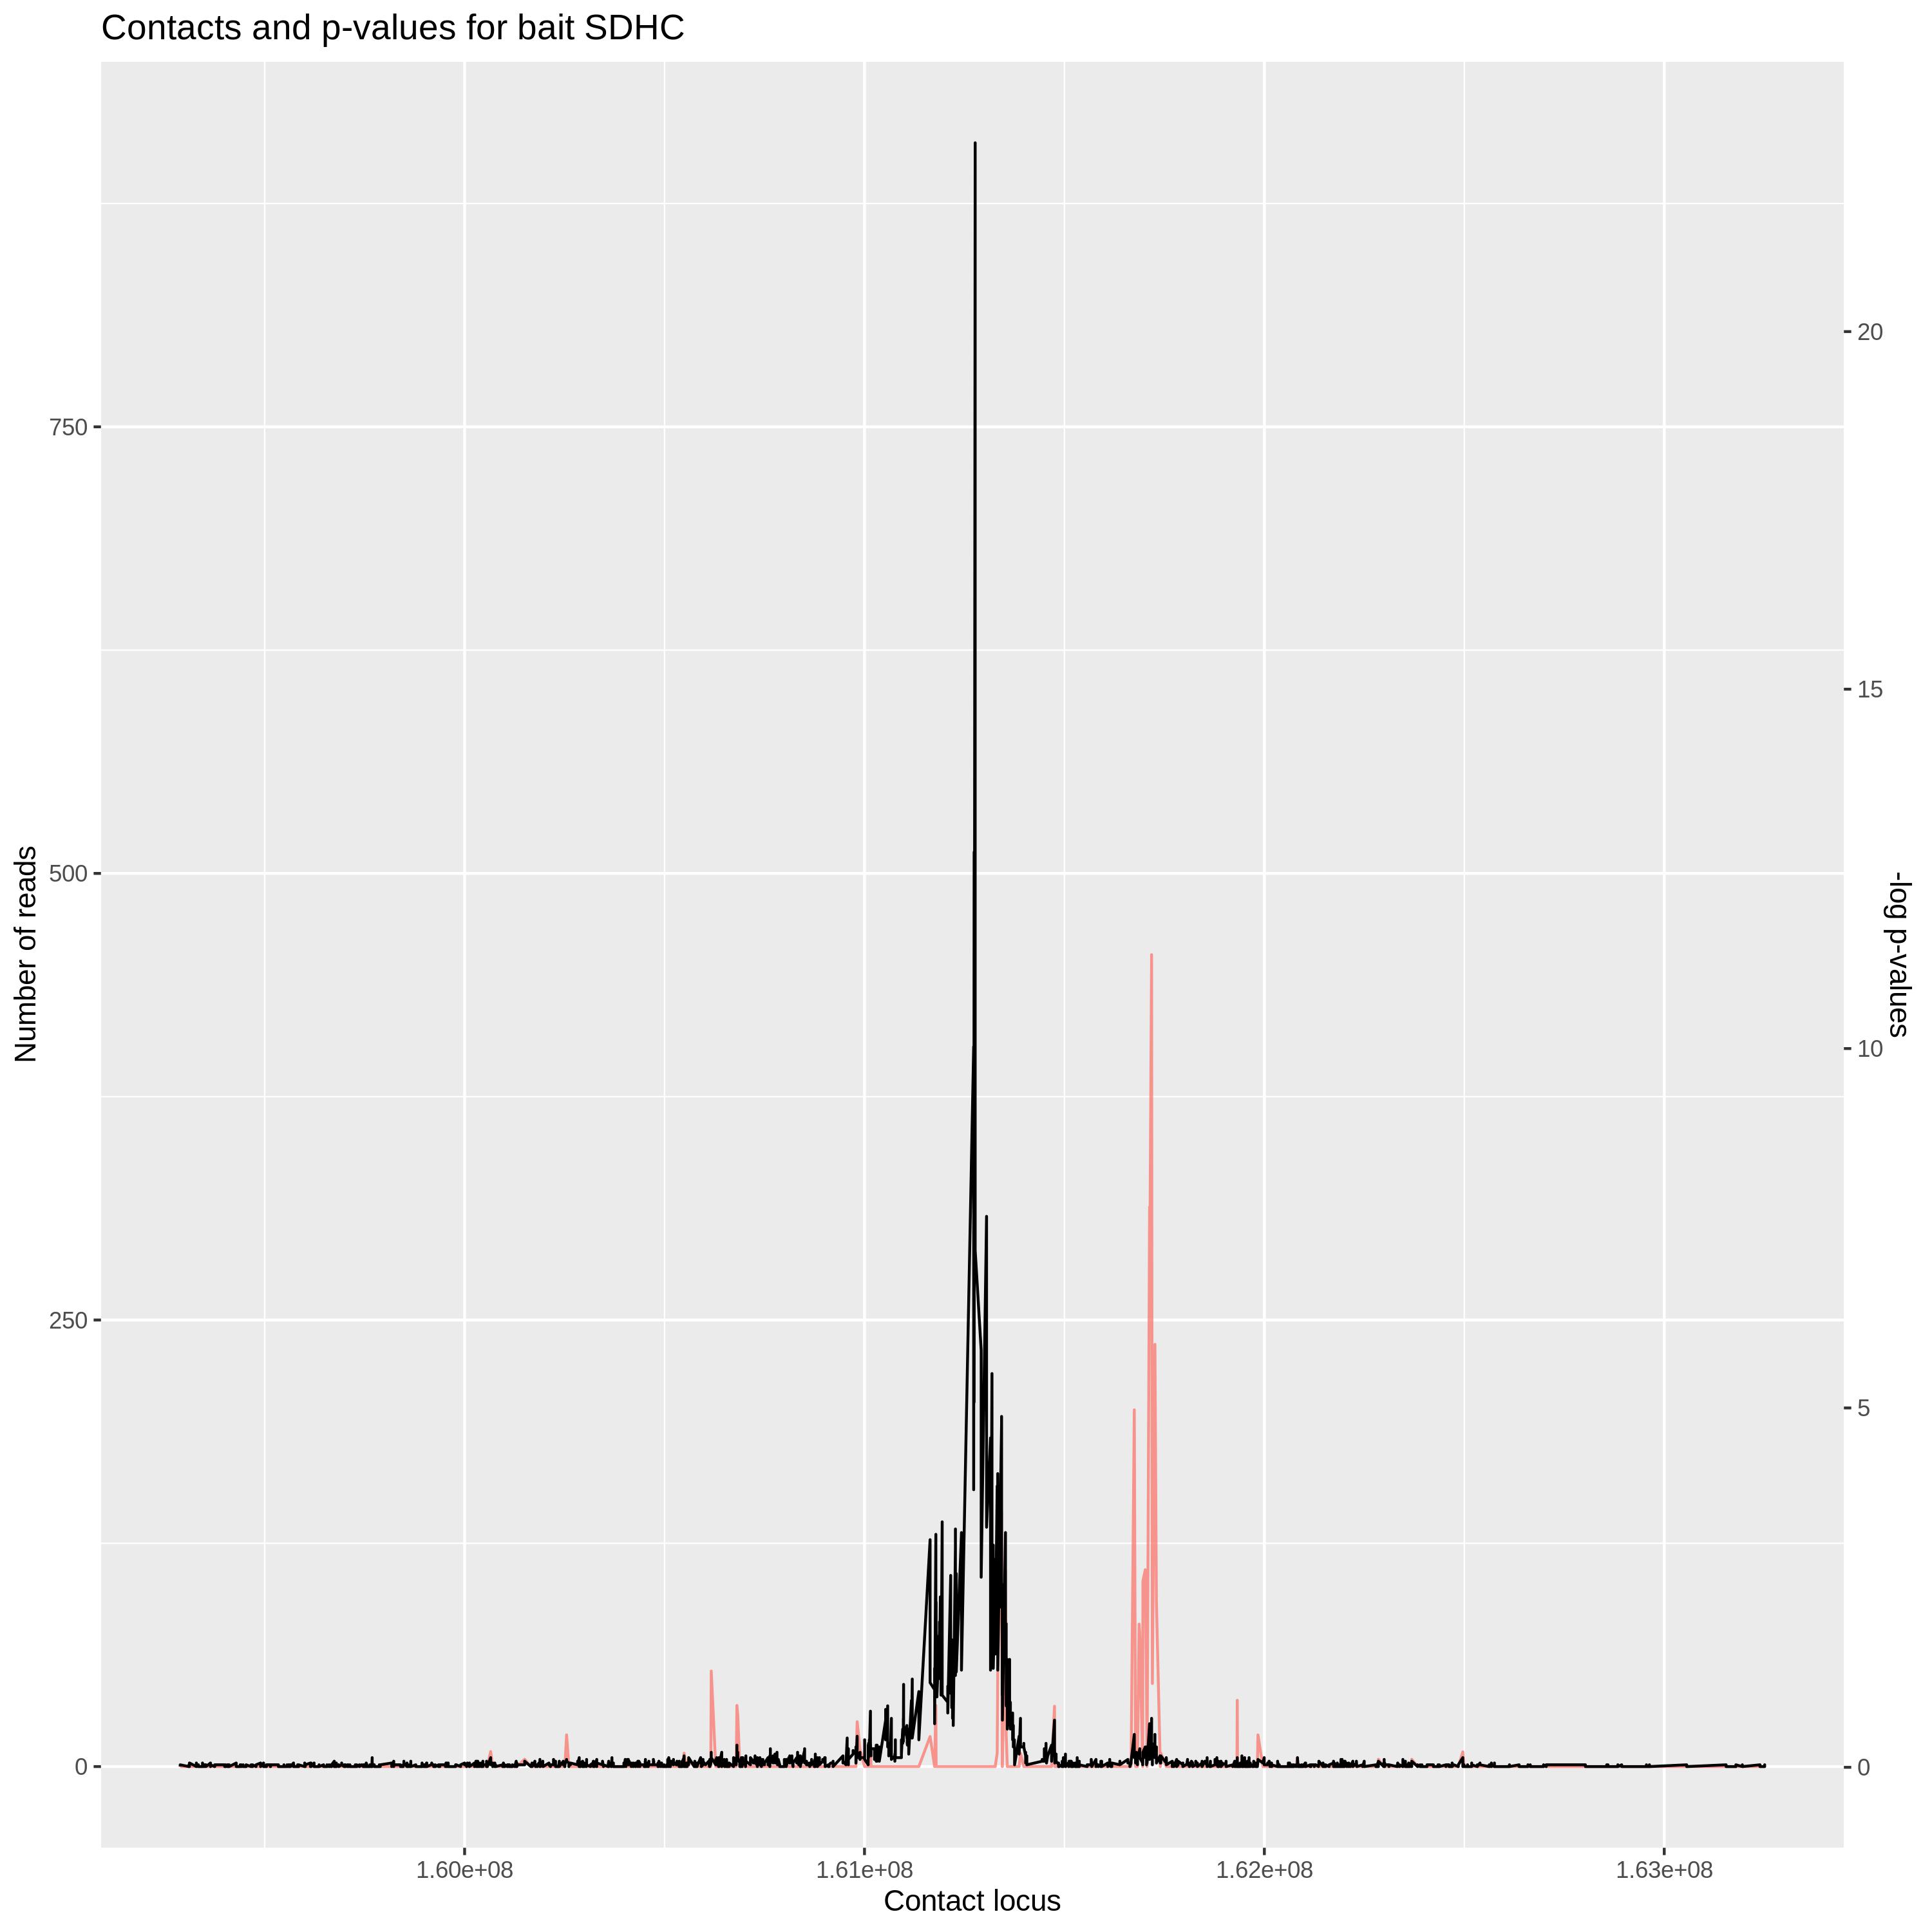 Contacts and p-values for bait SDHC
Number of reads
750
500
250
0
20
15
10
5
0
-log p-values
1.60e+08 1.61e+08 1.62e+08 1.63e+08
Contact locus